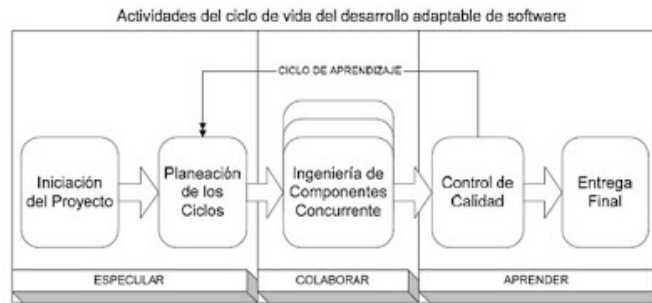 Actividades del ciclo de vida del desarrollo adaptable de software
CICLO DE APRENDIZAJE
Iniciación
del Proyecto
Planeación
de los
Ciclos
Ingeniería de
Componentes
Concurrente
Control de
Calidad
Entrega
Final
ESPECULAR
COLABORAR
APRENDER